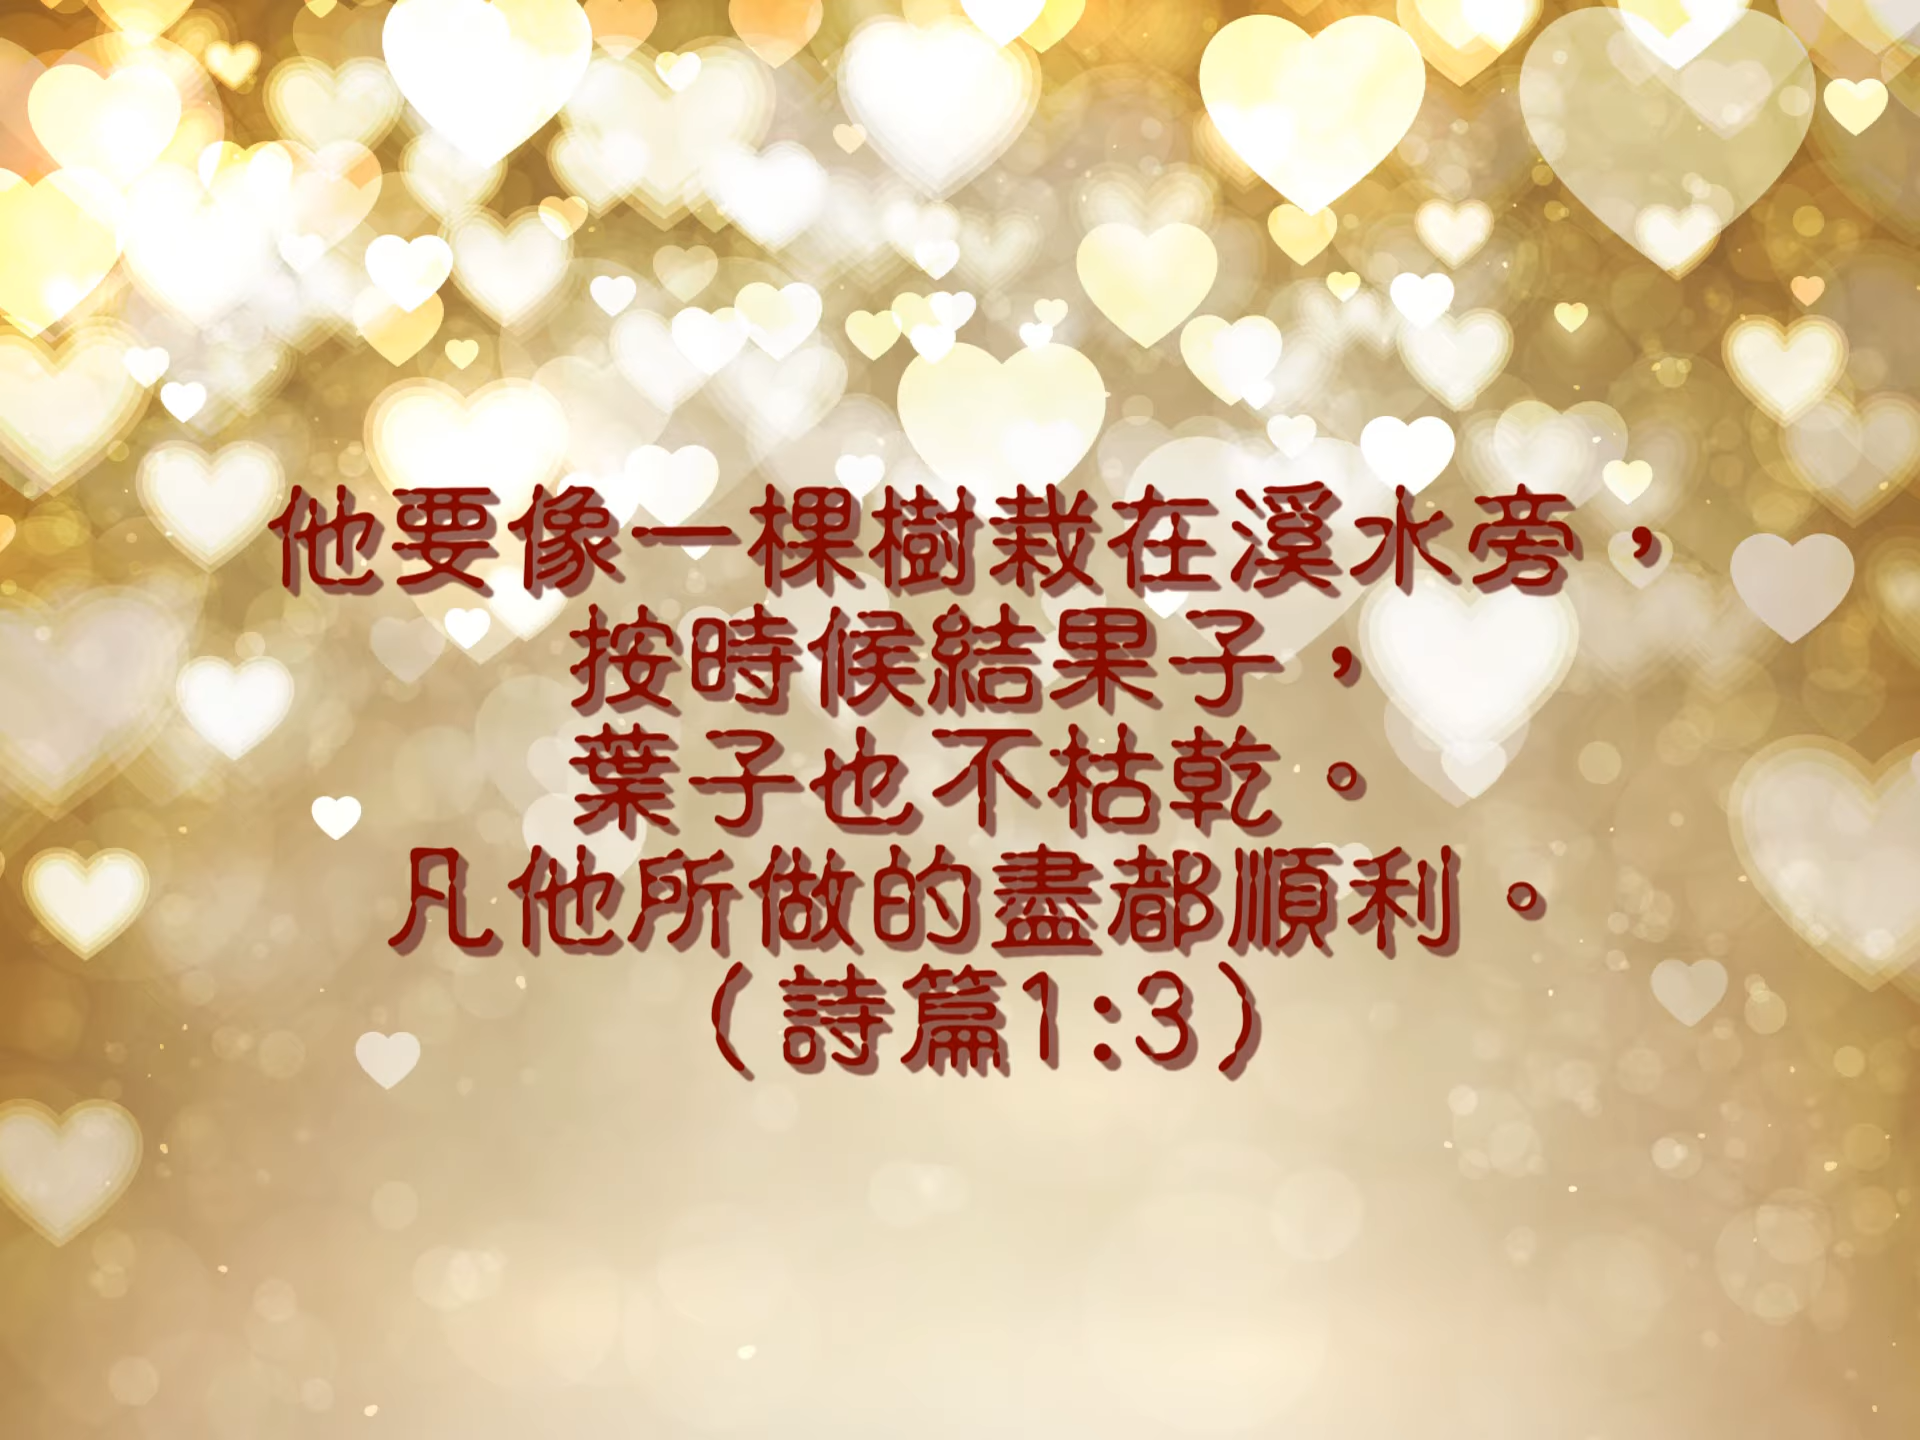 他要像一棵樹栽在溪水旁，
按時候結果子，
葉子也不枯乾。
凡他所做的盡都順利。
（詩篇1:3）